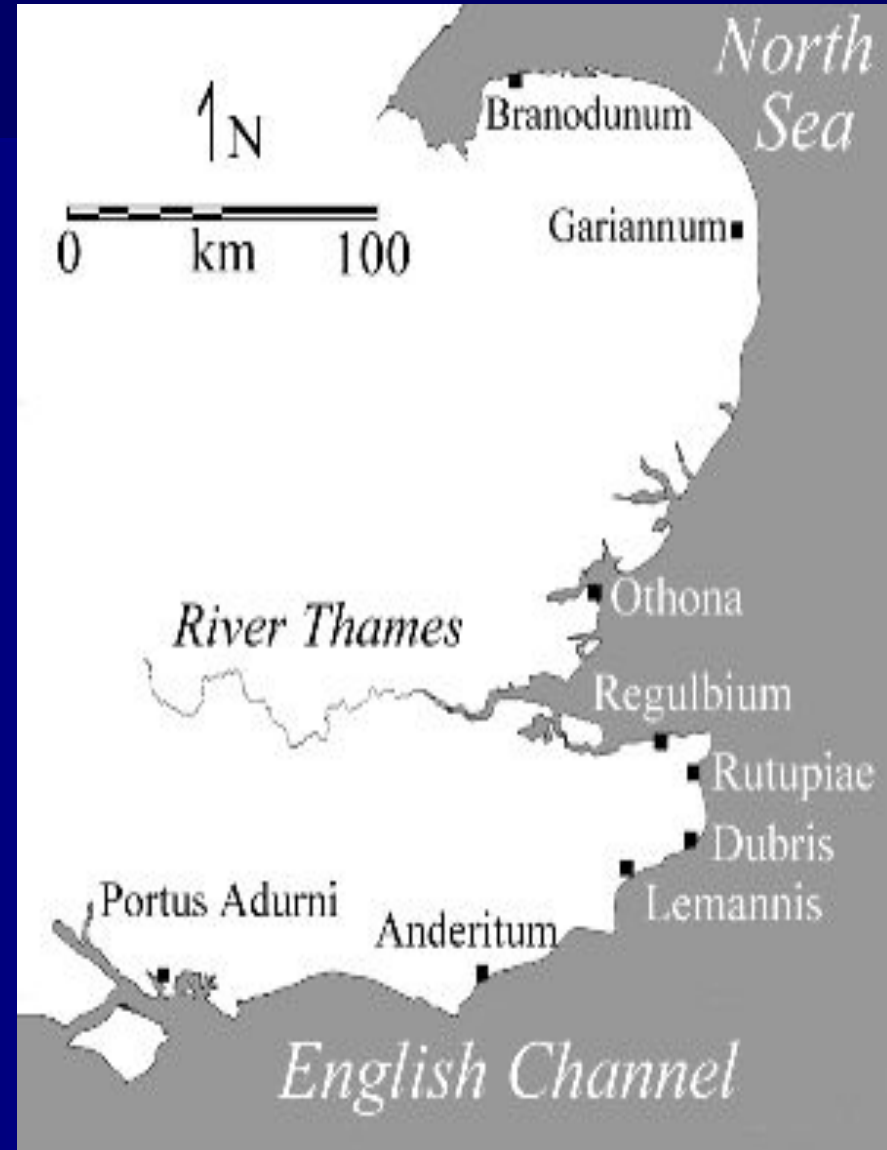 North
Sea
Branodunum
N
Gariannum
0 km 100
Othona
River Thames
Regulbium
Rutupiae
Dubris
Portus Adurni
Lemannis
Anderitum
English Channel